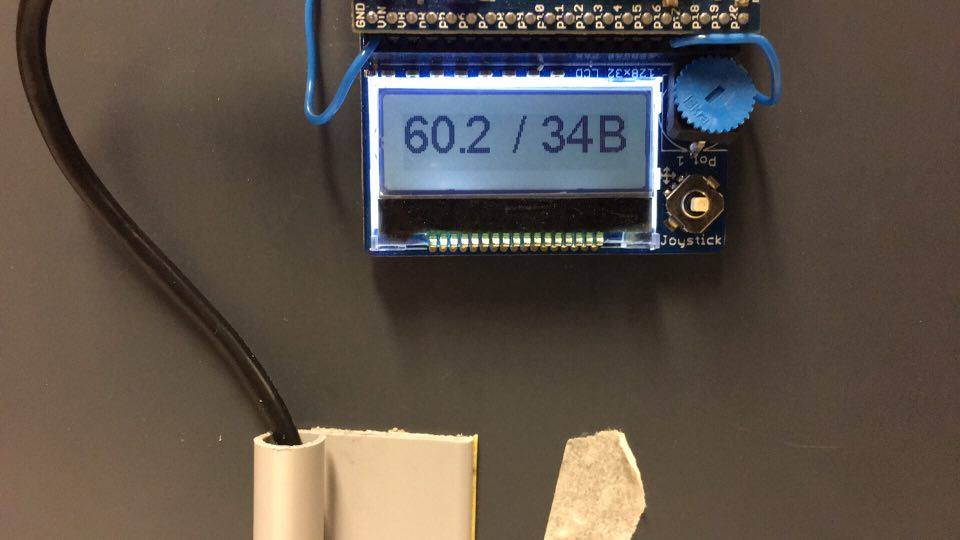 GND VIN
p10 p11 p12 p13 p14 p15 p16 p17 p18 p19 p20
128x32 LCD
60.2 / 34B
Pot 1
Joystick